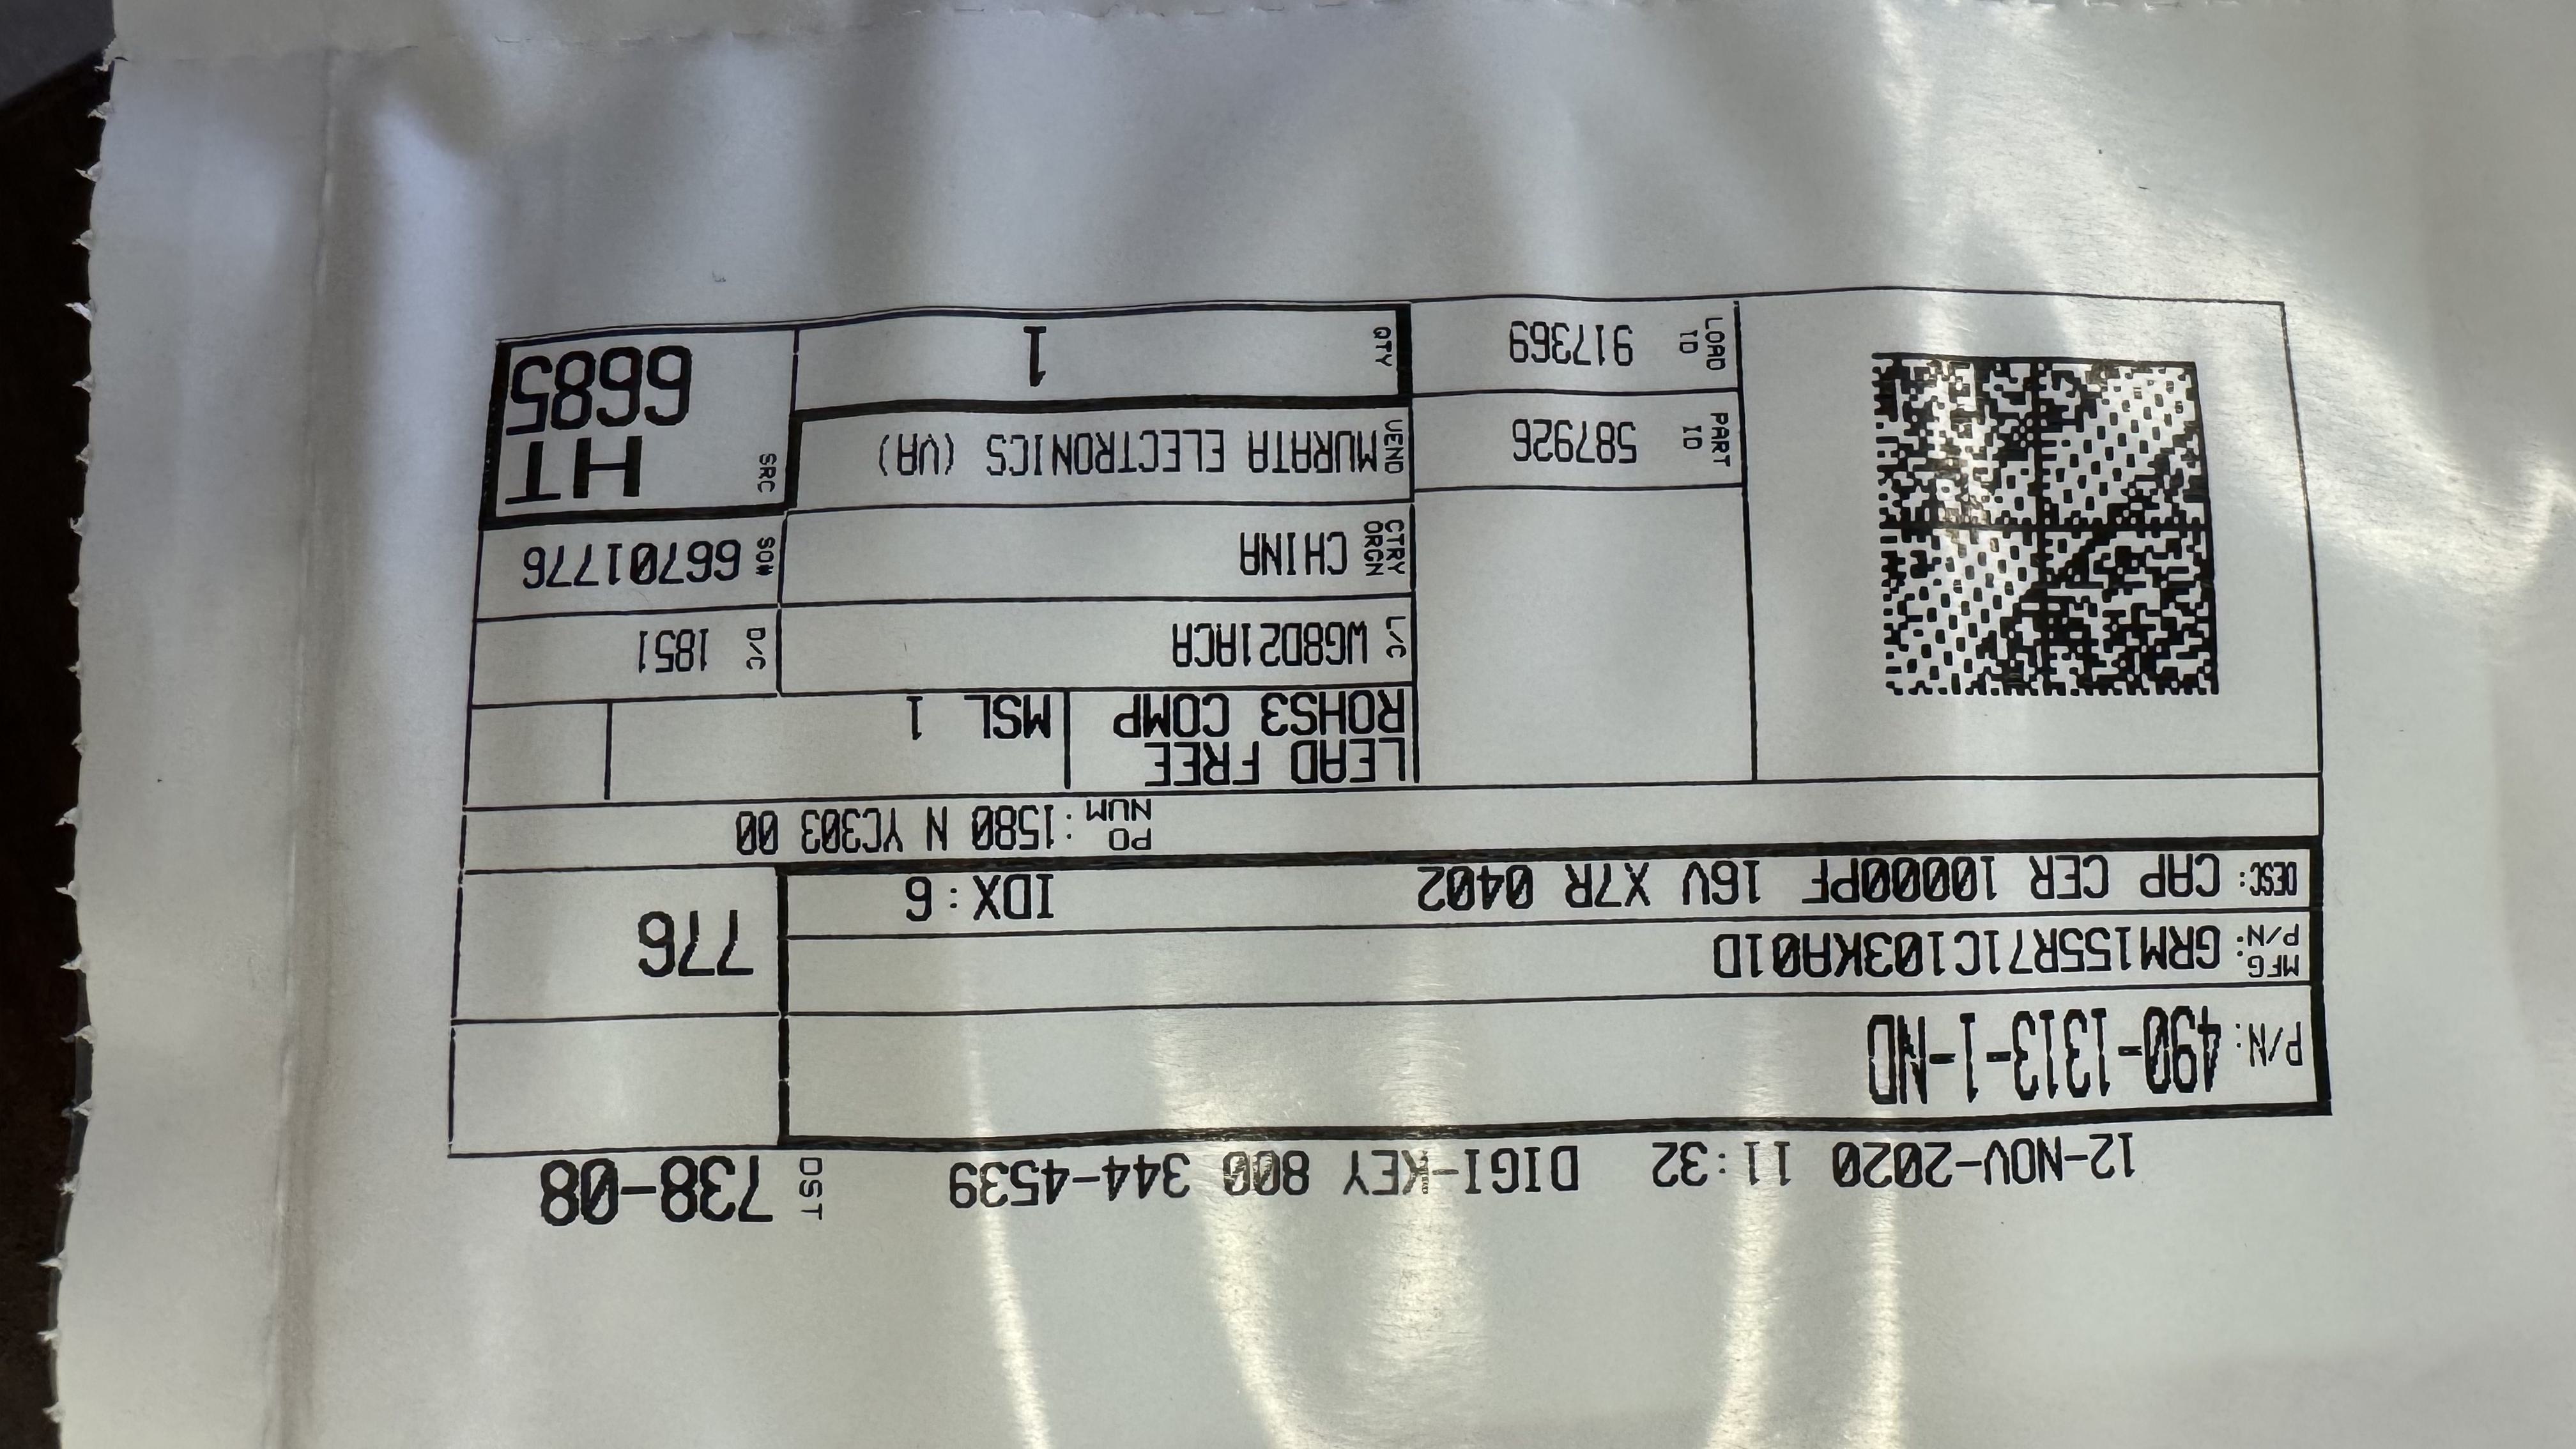 12-NOV-2020 11:32 DIGI-KEY 800 344-4539
DST 738-08
P/N: 490-1313-1-ND
MFG P/N: GRM155R71C103KA01D
776
DESC: CAP CER 10000PF 16V X7R 0402 IDX:6
PO NUM :1580 N YC303 00
LEAD FREE
ROHS3 COMP
MSL 1
L/C WG8D21ACA
D/C 1851
CTRY ORGN CHINA
SO# 66701776
PART ID 587926
VEND MURATA ELECTRONICS (VA)
SRC HT
6685
LOAD ID 917369
QTY 1